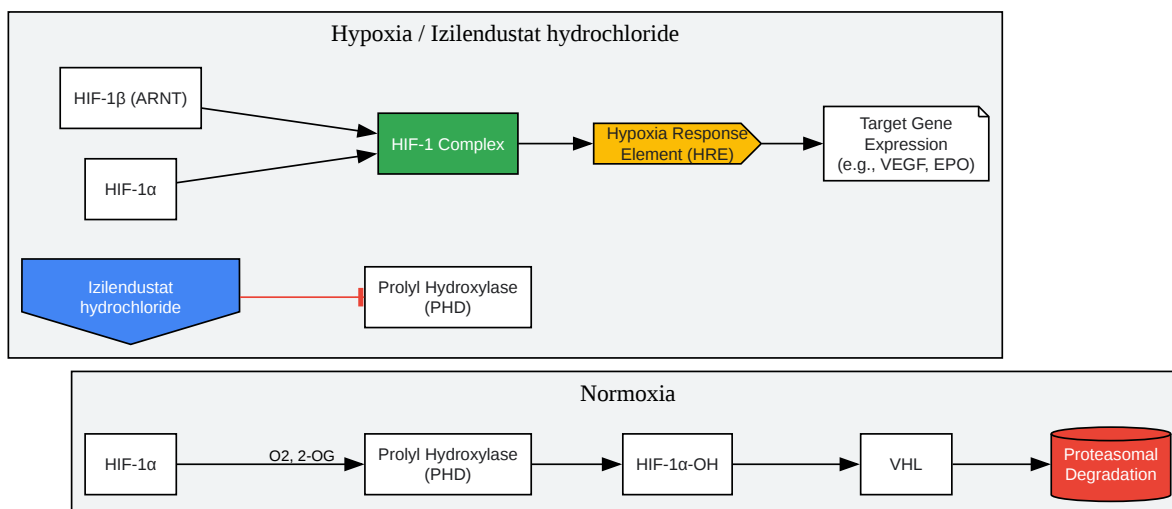 Hypoxia / Izilendustat hydrochloride
HIF-1β (ARNT)
HIF-1α
HIF-1 Complex
Hypoxia Response
Element (HRE)
Target Gene
Expression
(e.g., VEGF, EPO)
Izilendustat
hydrochloride
Prolyl Hydroxylase
(PHD)
Normoxia
HIF-1α
O2, 2-OG
Prolyl Hydroxylase
(PHD)
HIF-1α-OH
VHL
Proteasomal
Degradation